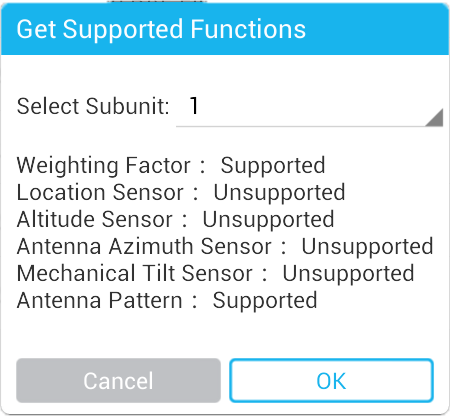 Get Supported Functions
Select Subunit: 1
Weighting Factor : Supported
Location Sensor : Unsupported
Altitude Sensor : Unsupported
Antenna Azimuth Sensor : Unsupported
Mechanical Tilt Sensor : Unsupported
Antenna Pattern : Supported
Cancel OK